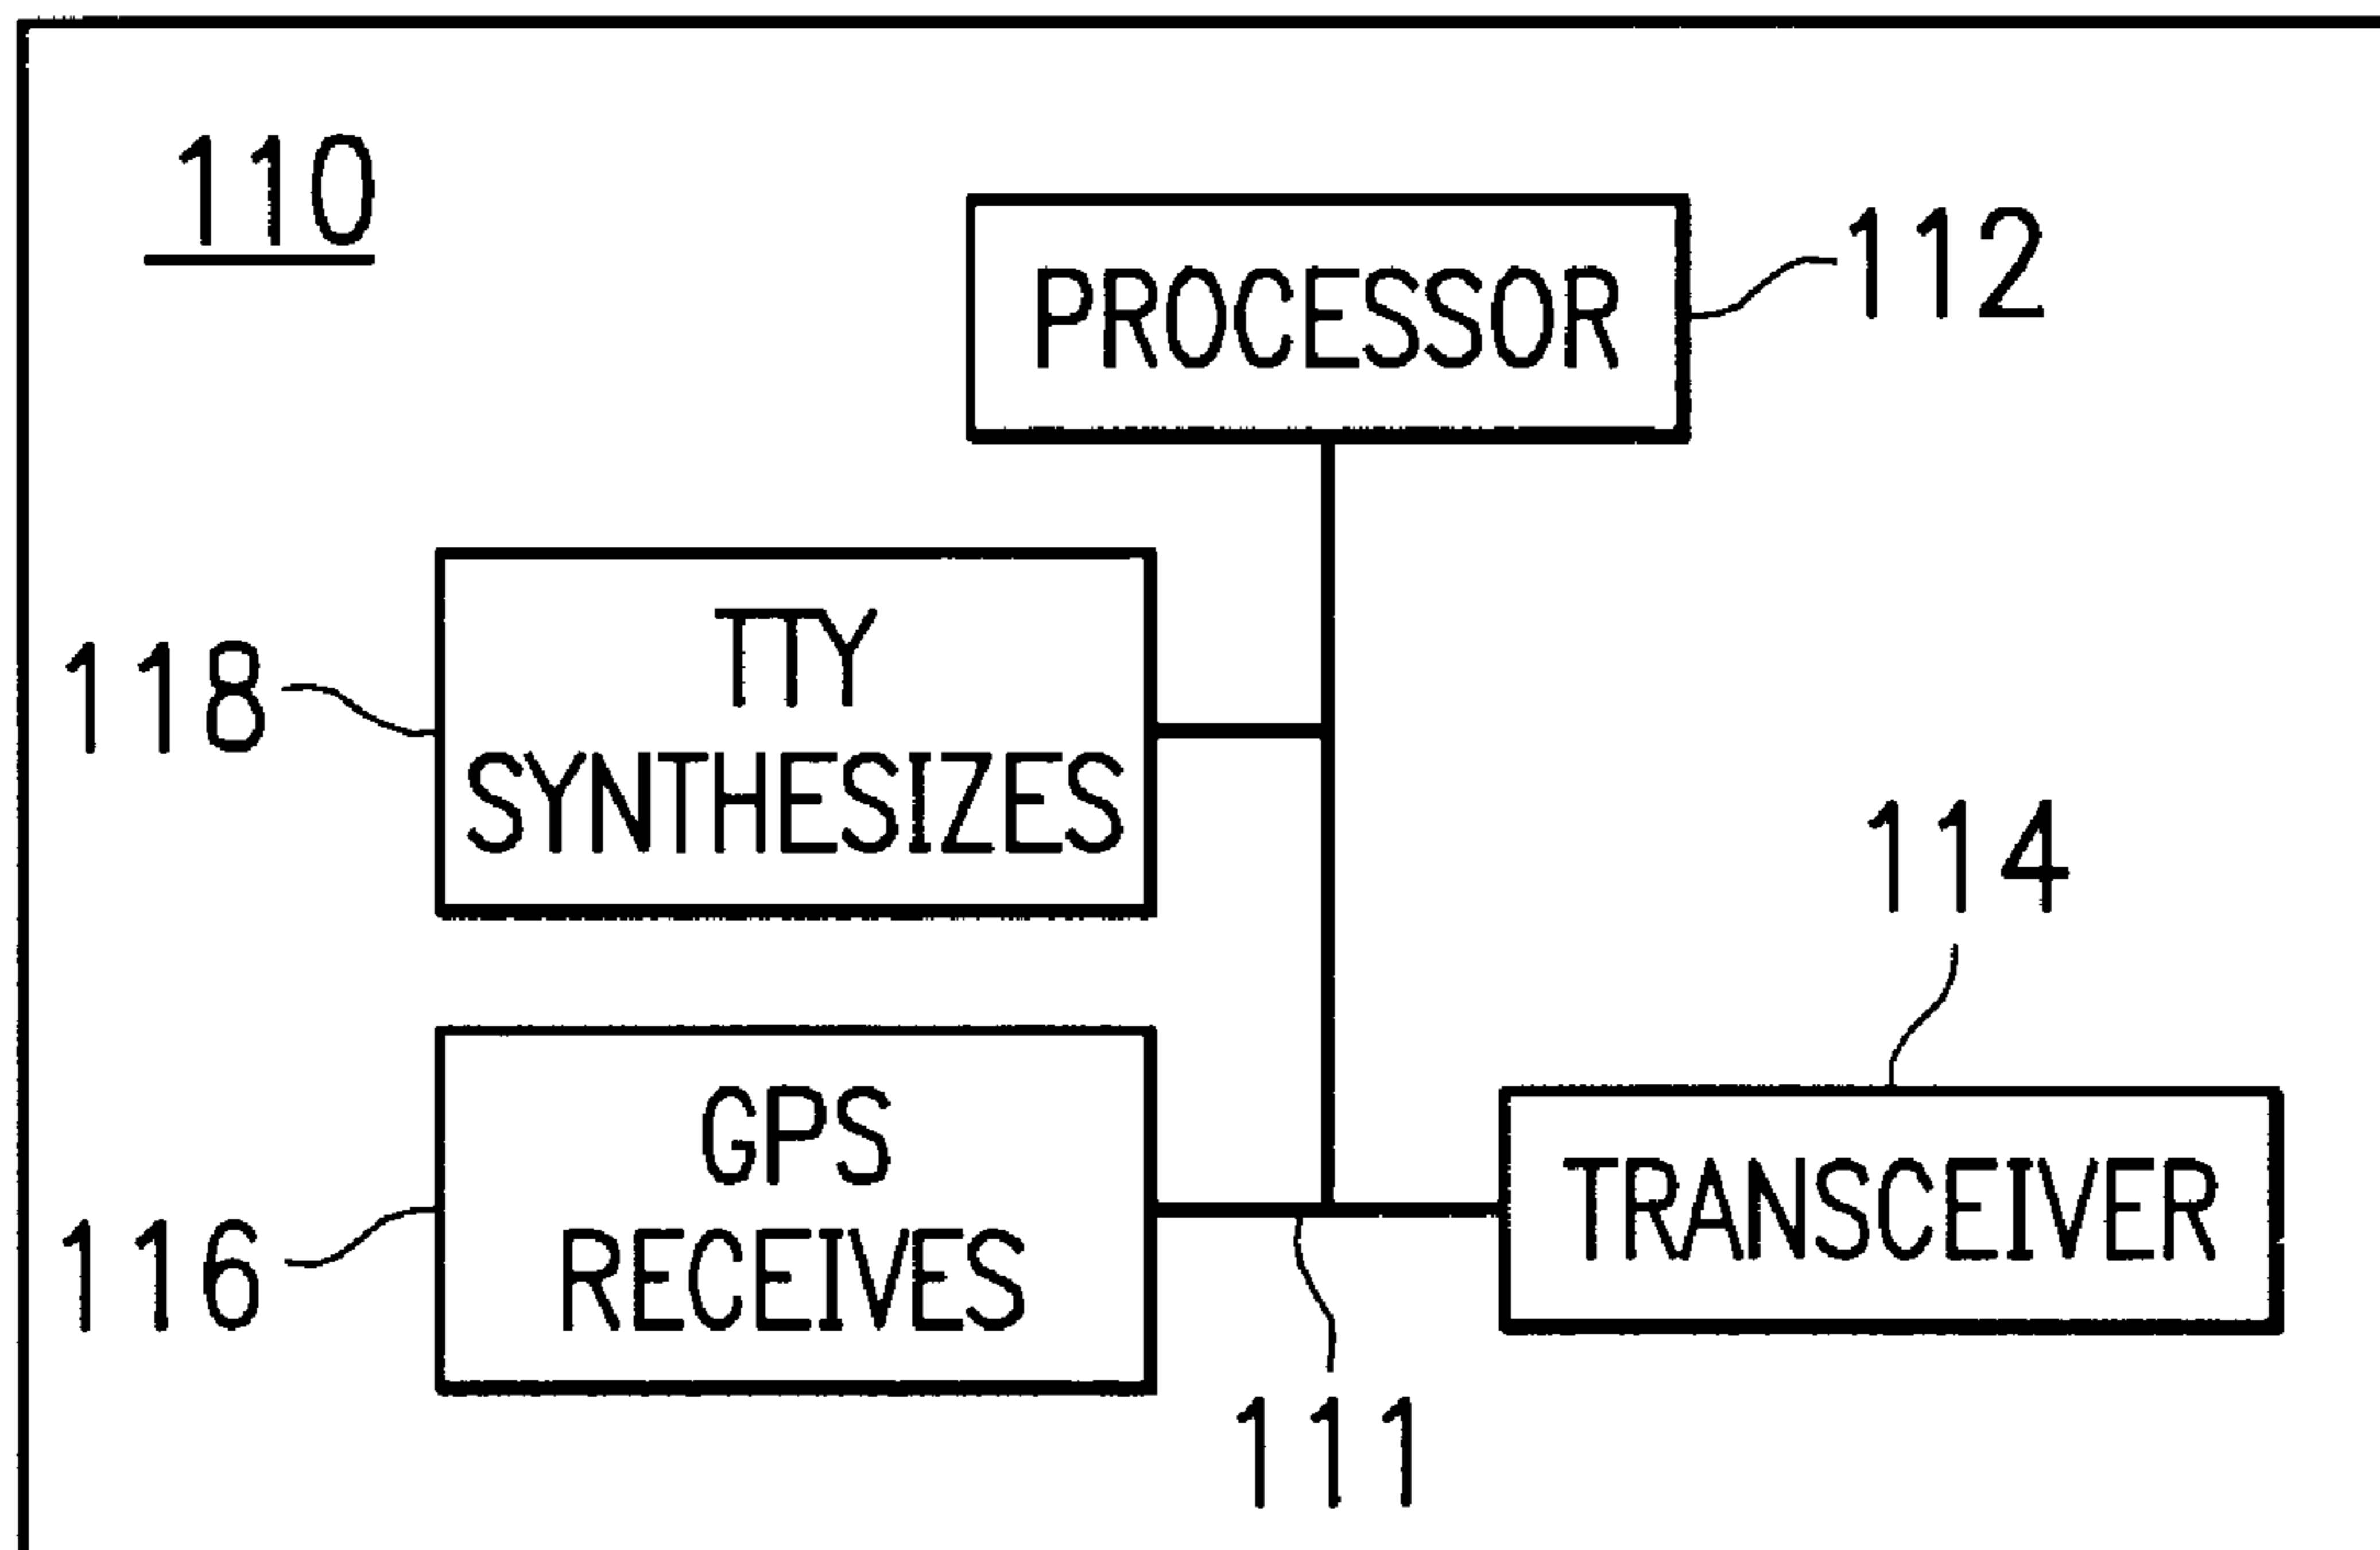 110
PROCESSOR
112
118
TTY
SYNTHESIZES
114
116
GPS
RECEIVES
TRANSCEIVER
111